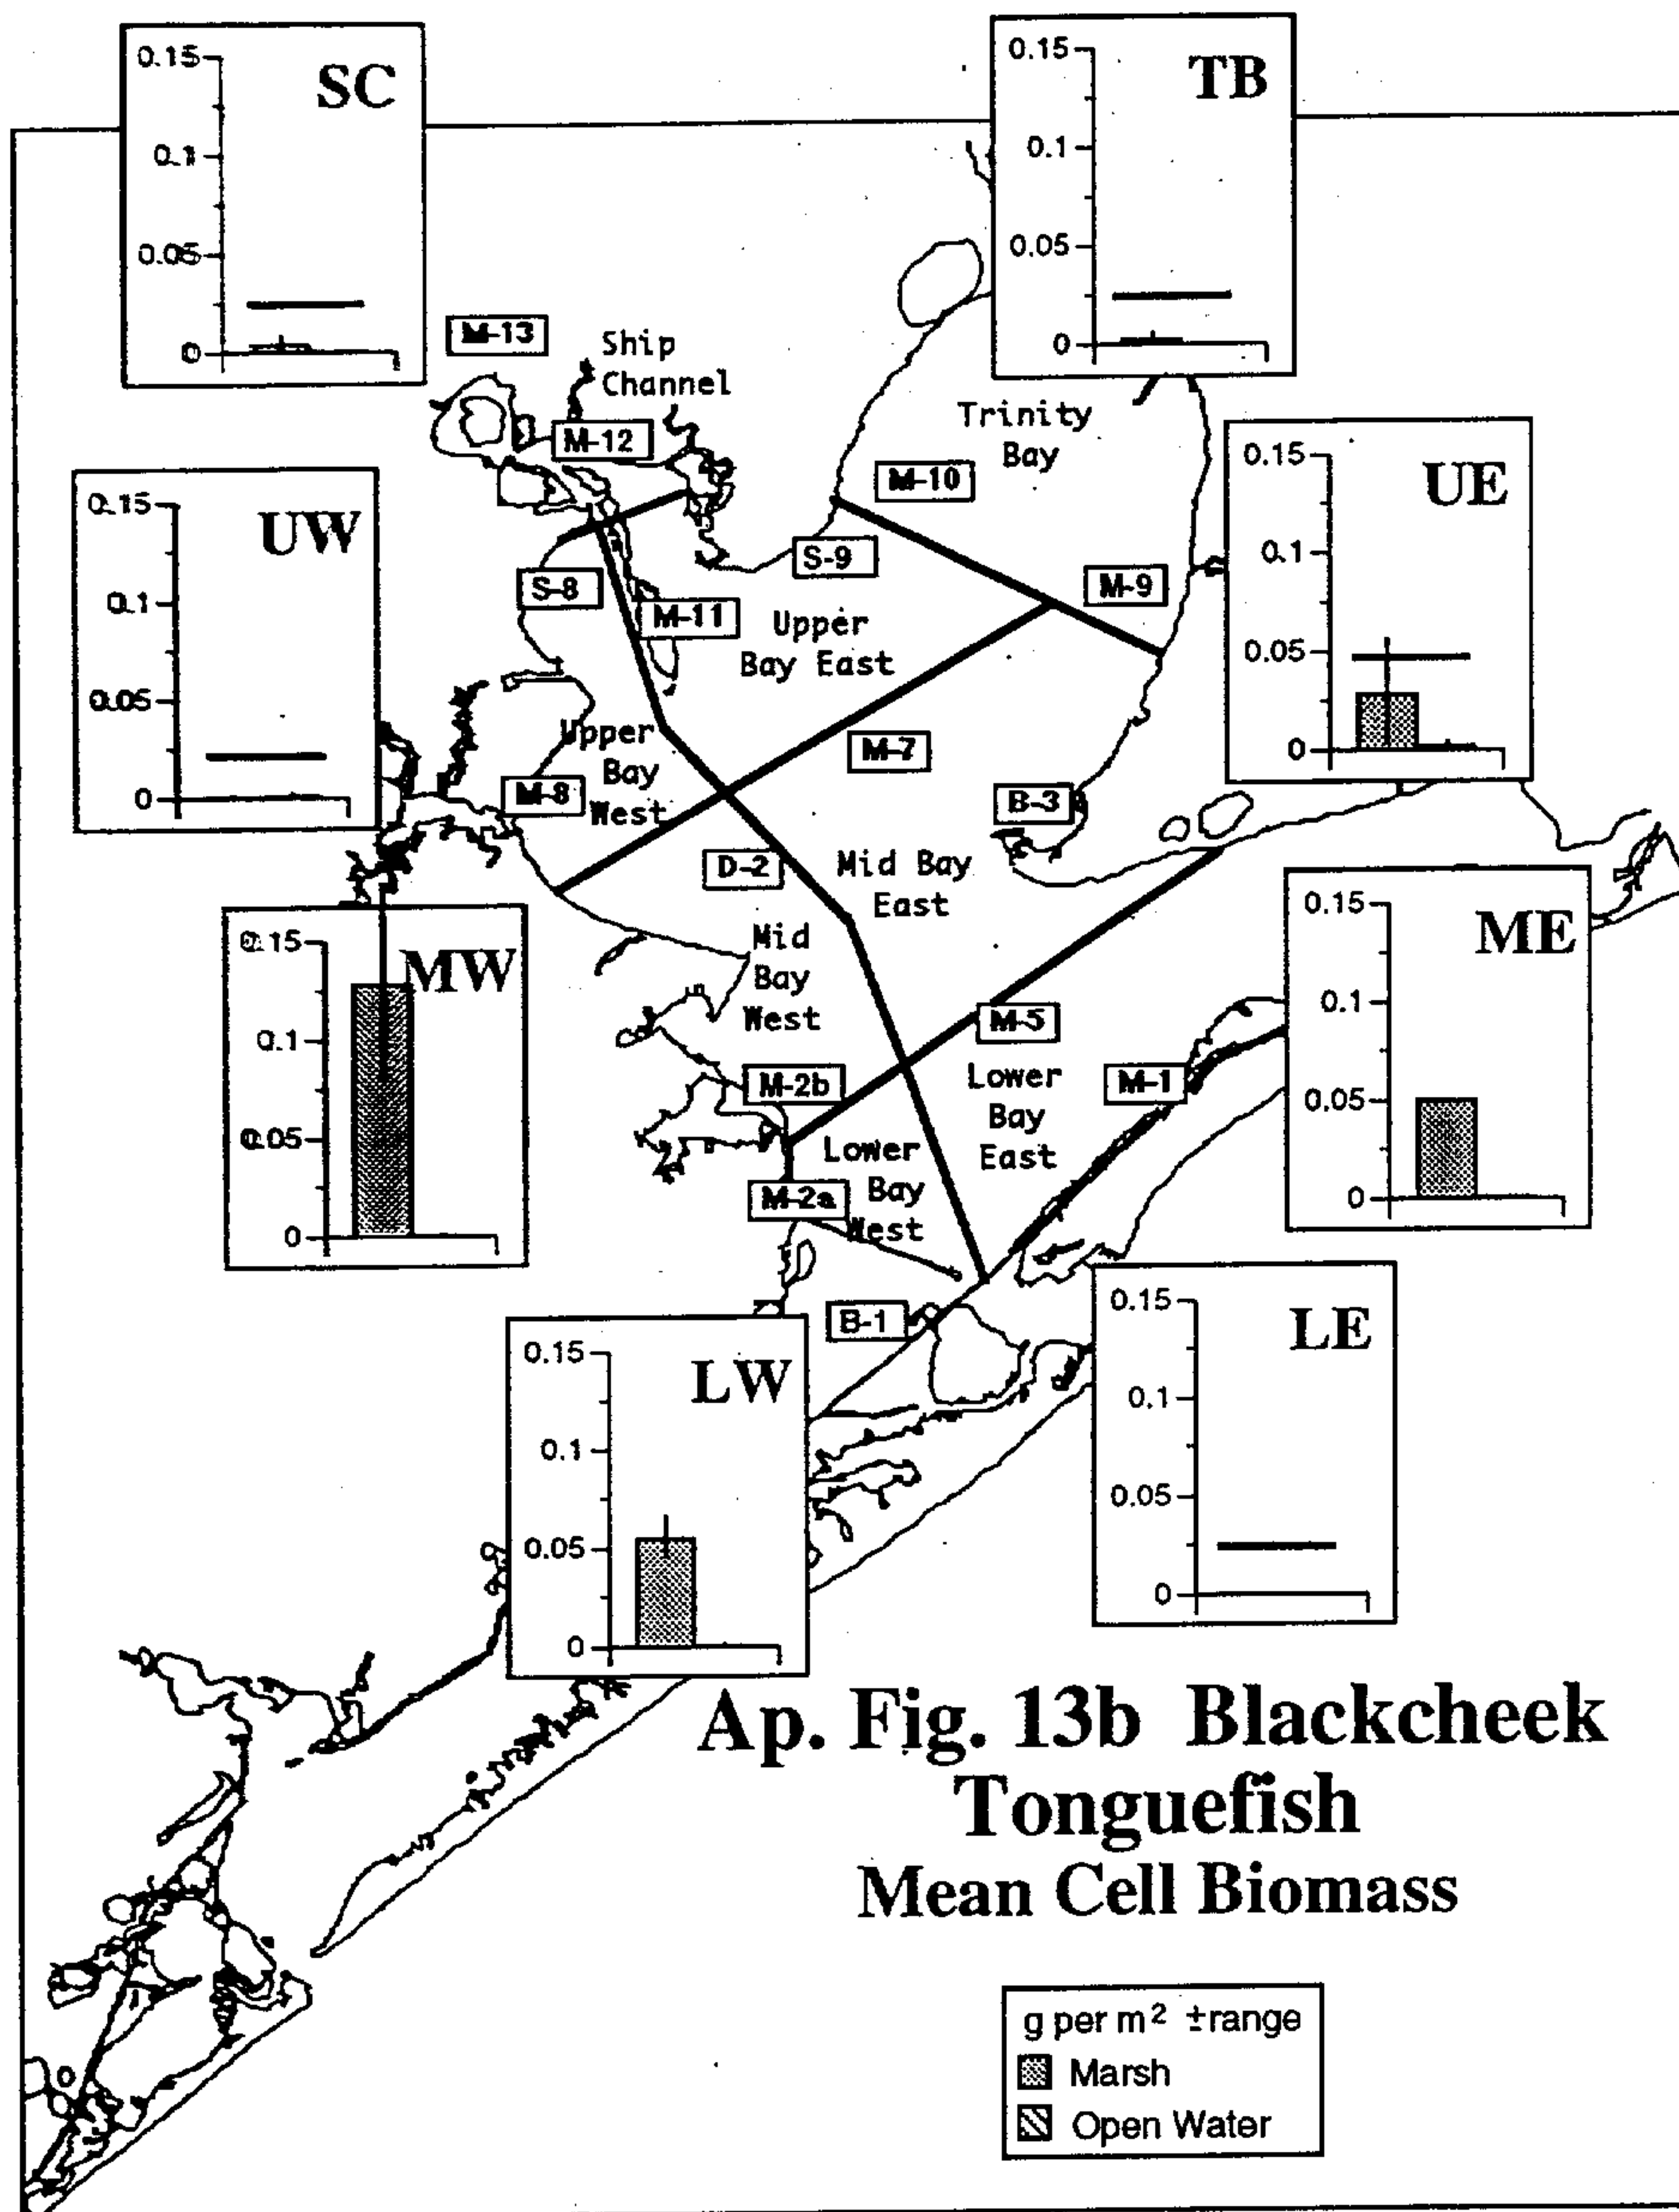 SC
0.15
0.1
0.05
0
TB
0.15
0.1
0.05
0
M-13
Ship
Channel
M-12
Trinity
Bay
M-10
UE
0.15
0.1
0.05
0
UW
0.15
0.1
0.05
0
S-9
S-8
M-9
M-11
Upper
Bay East
Upper
Bay
West
M-7
M-8
B-3
D-2
Mid Bay
East
ME
0.15
0.1
0.05
0
MW
0.15
0.1
0.05
0
Mid
Bay
West
M-5
M-2b
Lower
Bay
East
M-1
Lower
Bay
West
M-2a
B-1
LE
0.15
0.1
0.05
0
LW
0.15
0.1
0.05
0
Ap. Fig. 13b Blackcheek
Tonguefish
Mean Cell Biomass
g per m² ±range
Marsh
Open Water